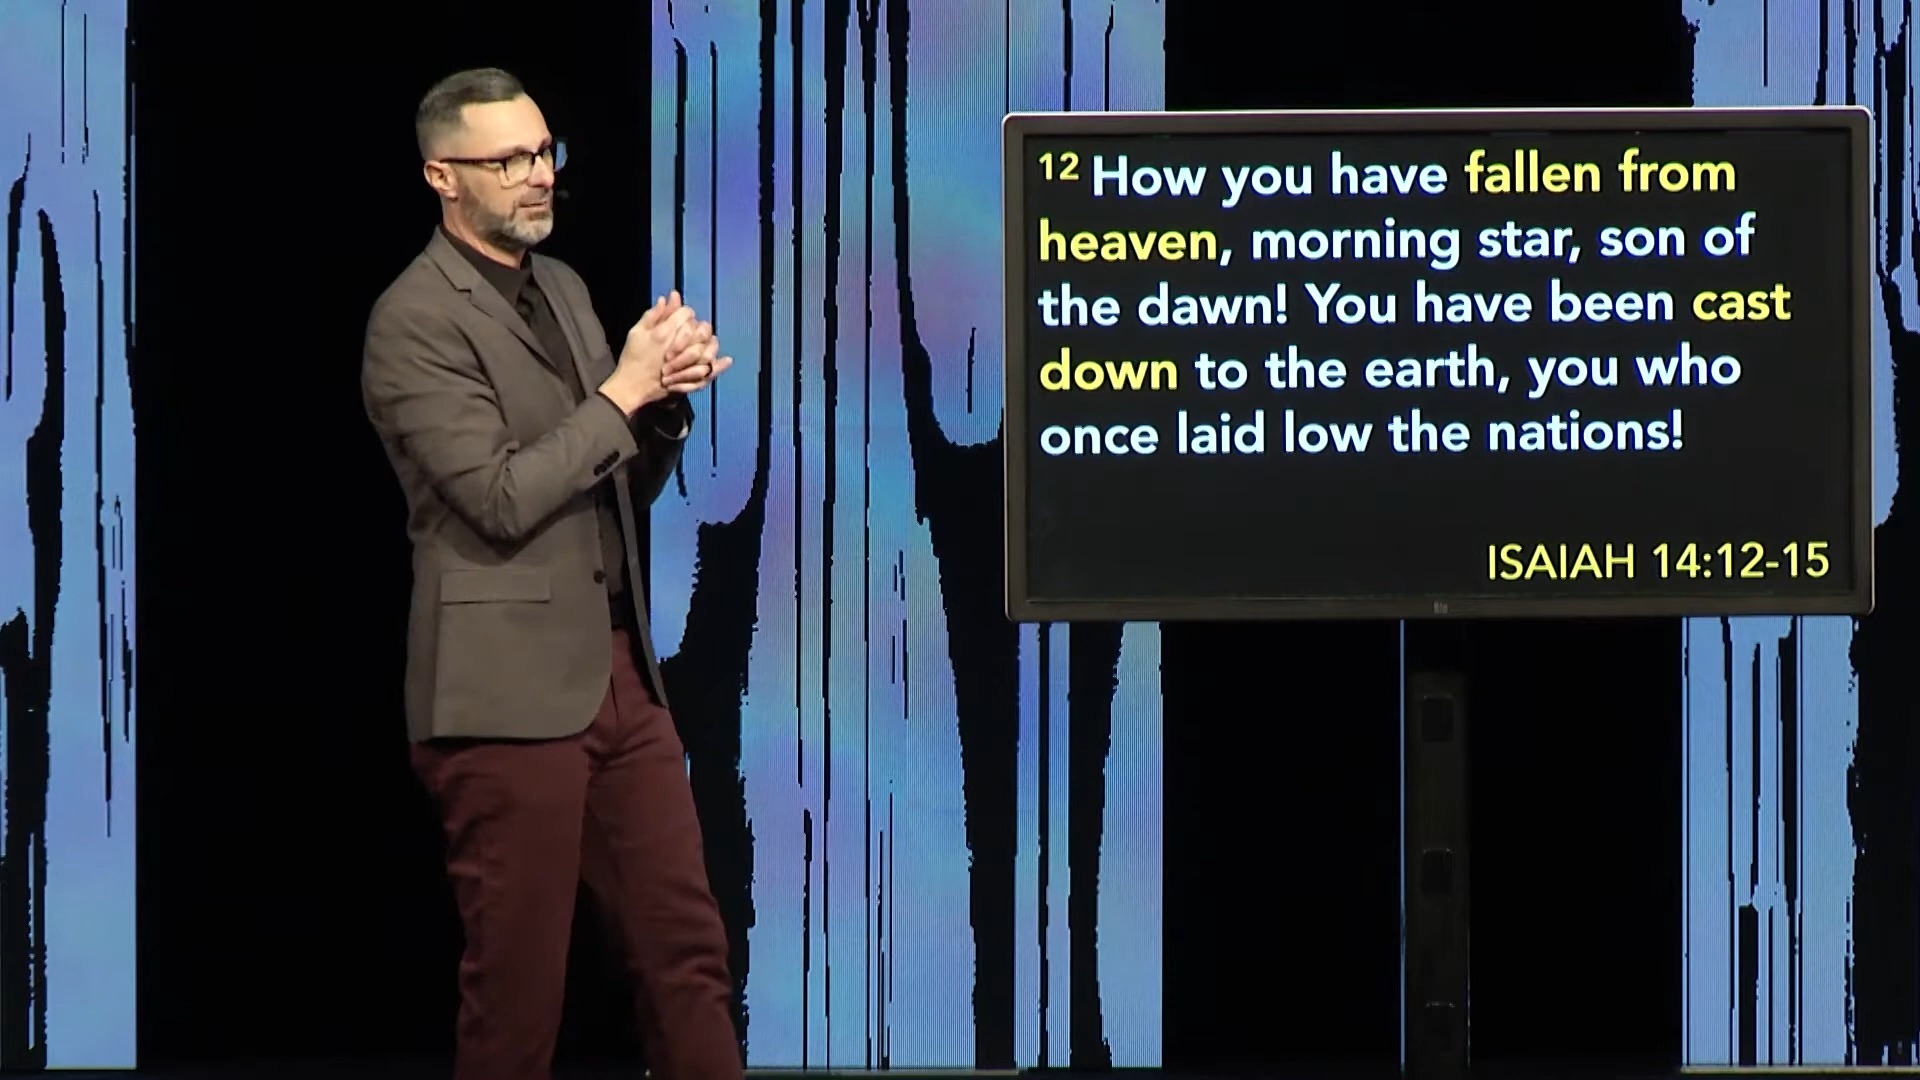 12 How you have fallen from
heaven, morning star, son of
the dawn! You have been cast
down to the earth, you who
once laid low the nations!
ISAIAH 14:12-15